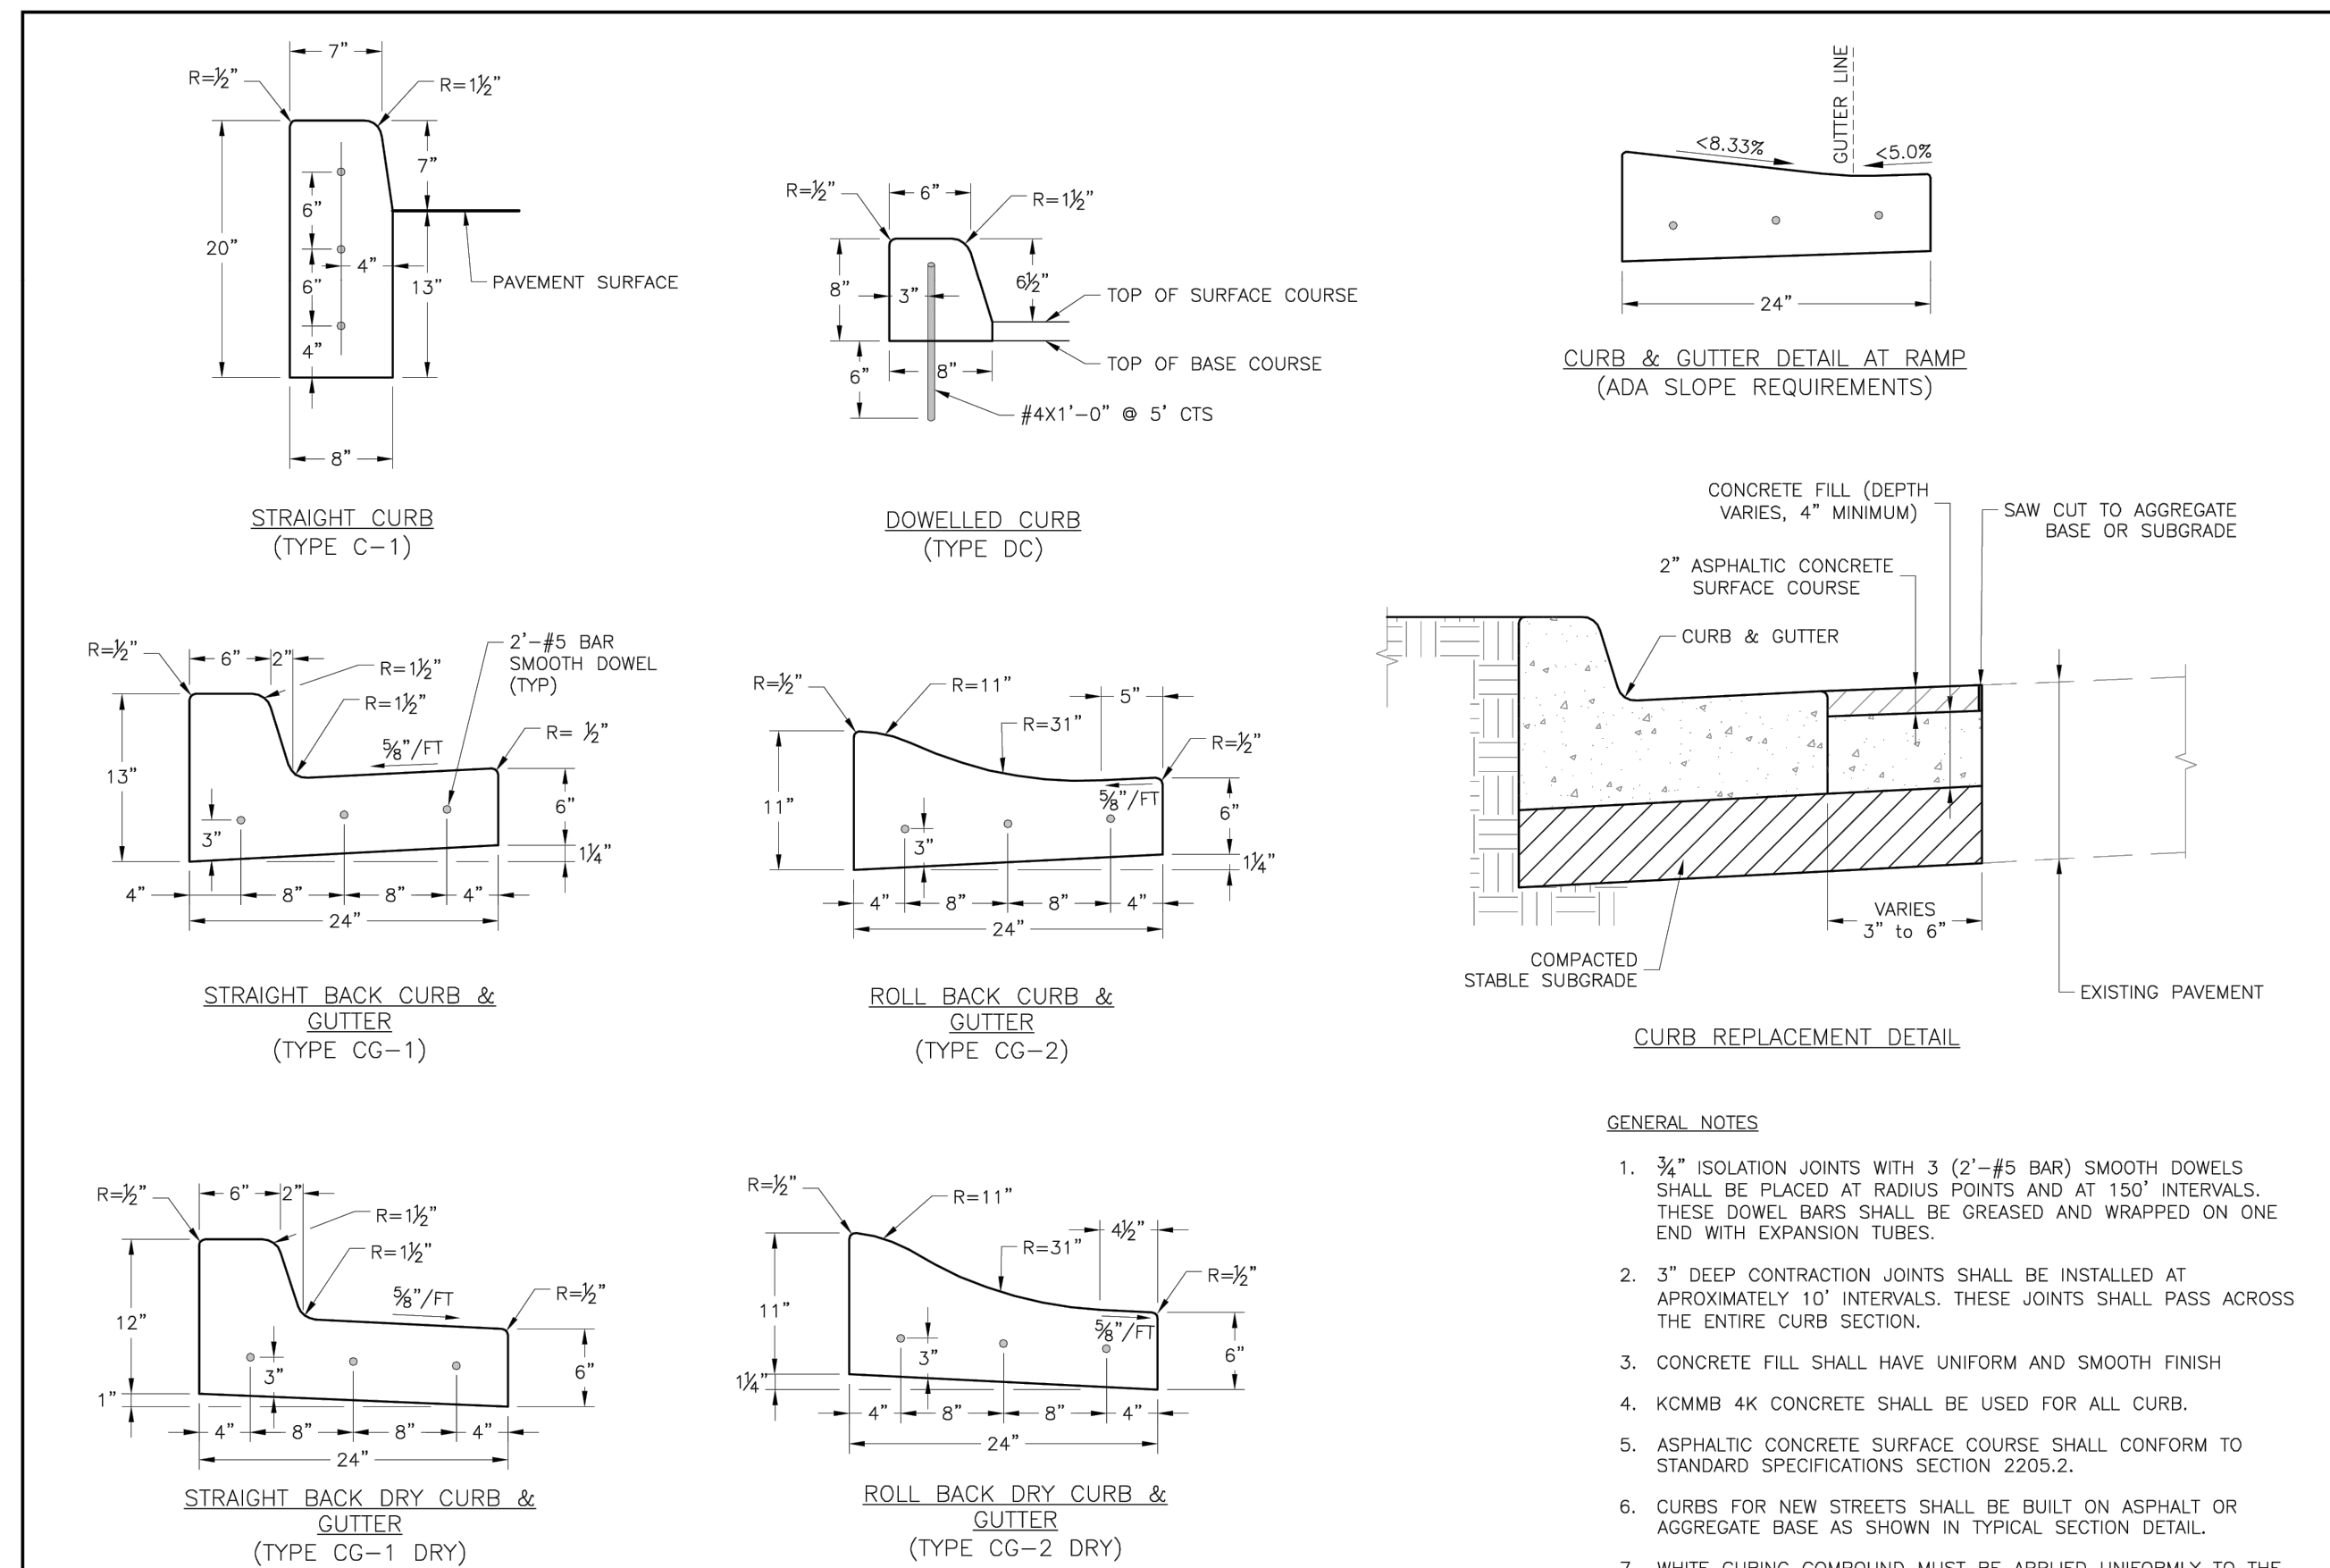 7”
R=½”
R=1½”
20”
6”
6”
4”
4”
7”
13”
PAVEMENT SURFACE
8”
STRAIGHT CURB
(TYPE C-1)
R=½”
6”
R=1½”
8”
3”
6½”
TOP OF SURFACE COURSE
TOP OF BASE COURSE
6”
8”
#4X1’-0” @ 5’ CTS
DOWELLED CURB
(TYPE DC)
GUTTER LINE
<8.33%
<5.0%
24”
CURB & GUTTER DETAIL AT RAMP
(ADA SLOPE REQUIREMENTS)
R=½”
6”
2”
R=1½”
R=1½”
2’-#5 BAR
SMOOTH DOWEL
(TYP)
R= ½”
⅝”/FT
13”
3”
6”
1¼”
4”
8”
8”
4”
24”
STRAIGHT BACK CURB &
GUTTER
(TYPE CG-1)
R=½”
R=11”
R=31”
5”
R=½”
⅝”/FT
11”
3”
6”
1¼”
4”
8”
8”
4”
24”
ROLL BACK CURB &
GUTTER
(TYPE CG-2)
CONCRETE FILL (DEPTH
VARIES, 4” MINIMUM)
SAW CUT TO AGGREGATE
BASE OR SUBGRADE
2” ASPHALTIC CONCRETE
SURFACE COURSE
CURB & GUTTER
VARIES
3” to 6”
COMPACTED
STABLE SUBGRADE
EXISTING PAVEMENT
CURB REPLACEMENT DETAIL
R=½”
6”
2”
R=1½”
R=1½”
⅝”/FT
R=½”
12”
1”
3”
6”
4”
8”
8”
4”
24”
STRAIGHT BACK DRY CURB &
GUTTER
(TYPE CG-1 DRY)
R=½”
R=11”
R=31”
4½”
R=½”
⅝”/FT
11”
1¼”
3”
6”
4”
8”
8”
4”
24”
ROLL BACK DRY CURB &
GUTTER
(TYPE CG-2 DRY)
GENERAL NOTES
1. ¾” ISOLATION JOINTS WITH 3 (2’-#5 BAR) SMOOTH DOWELS
SHALL BE PLACED AT RADIUS POINTS AND AT 150’ INTERVALS.
THESE DOWEL BARS SHALL BE GREASED AND WRAPPED ON ONE
END WITH EXPANSION TUBES.
2. 3” DEEP CONTRACTION JOINTS SHALL BE INSTALLED AT
APROXIMATELY 10’ INTERVALS. THESE JOINTS SHALL PASS ACROSS
THE ENTIRE CURB SECTION.
3. CONCRETE FILL SHALL HAVE UNIFORM AND SMOOTH FINISH
4. KCMMB 4K CONCRETE SHALL BE USED FOR ALL CURB.
5. ASPHALTIC CONCRETE SURFACE COURSE SHALL CONFORM TO
STANDARD SPECIFICATIONS SECTION 2205.2.
6. CURBS FOR NEW STREETS SHALL BE BUILT ON ASPHALT OR
AGGREGATE BASE AS SHOWN IN TYPICAL SECTION DETAIL.
7. WHITE CURING COMPOUND MUST BE APPLIED UNIFORMLY TO THE